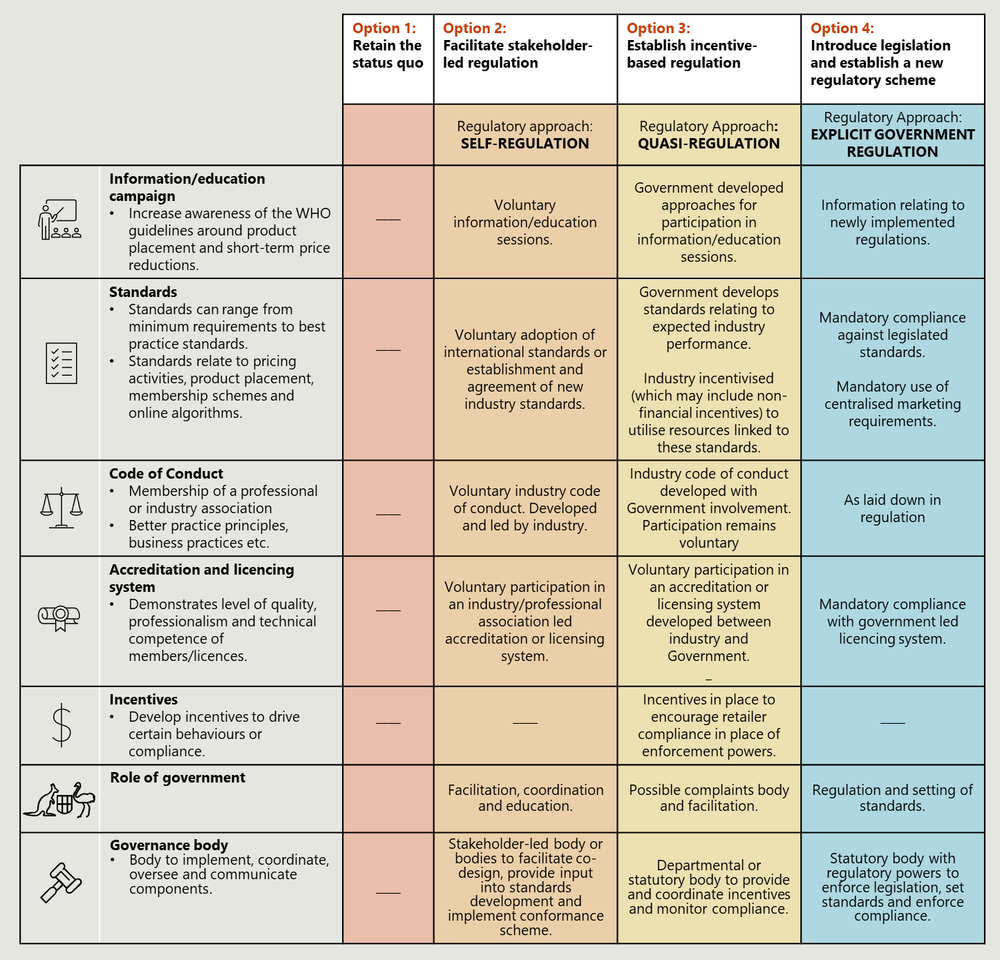 Option 1:
Retain the
status quo
Option 2:
Facilitate stakeholder-
led regulation
Option 3:
Establish incentive-
based regulation
Option 4:
Introduce legislation
and establish a new
regulatory scheme
Regulatory approach:
SELF-REGULATION
Regulatory Approach:
QUASI-REGULATION
Regulatory Approach:
EXPLICIT GOVERNMENT
REGULATION
Information/education
campaign
• Increase awareness of the WHO
guidelines around product
placement and short-term price
reductions.
____
Voluntary
information/education
sessions.
Government developed
approaches for
participation in
information/education
sessions.
Information relating to
newly implemented
regulations.
Standards
• Standards can range from
minimum requirements to best
practice standards.
• Standards relate to pricing
activities, product placement,
membership schemes and
online algorithms.
____
Voluntary adoption of
international standards or
establishment and
agreement of new
industry standards.
Government develops
standards relating to
expected industry
performance.
Industry incentivised
(which may include non-
financial incentives) to
utilise resources linked to
these standards.
Mandatory compliance
against legislated
standards.
Mandatory use of
centralised marketing
requirements.
Code of Conduct
• Membership of a professional
or industry association
• Better practice principles,
business practices etc.
____
Voluntary industry code
of conduct. Developed
and led by industry.
Industry code of conduct
developed with
Government involvement.
Participation remains
voluntary
As laid down in
regulation
Accreditation and licencing
system
• Demonstrates level of quality,
professionalism and technical
competence of
members/licences.
____
Voluntary participation in
an industry/professional
association led
accreditation or licensing
system.
Voluntary participation in
an accreditation or
licensing system
developed between
industry and
Government.
_
Mandatory compliance
with government led
licencing system.
Incentives
• Develop incentives to drive
certain behaviours or
compliance.
____
____
Incentives in place to
encourage retailer
compliance in place of
enforcement powers.
____
Role of government
Facilitation, coordination
and education.
Possible complaints body
and facilitation.
Regulation and setting of
standards.
Governance body
• Body to implement, coordinate,
oversee and communicate
components.
____
Stakeholder-led body or
bodies to facilitate co-
design, provide input
into standards
development and
implement conformance
scheme.
Departmental or
statutory body to provide
and coordinate incentives
and monitor compliance.
Statutory body with
regulatory powers to
enforce legislation, set
standards and enforce
compliance.